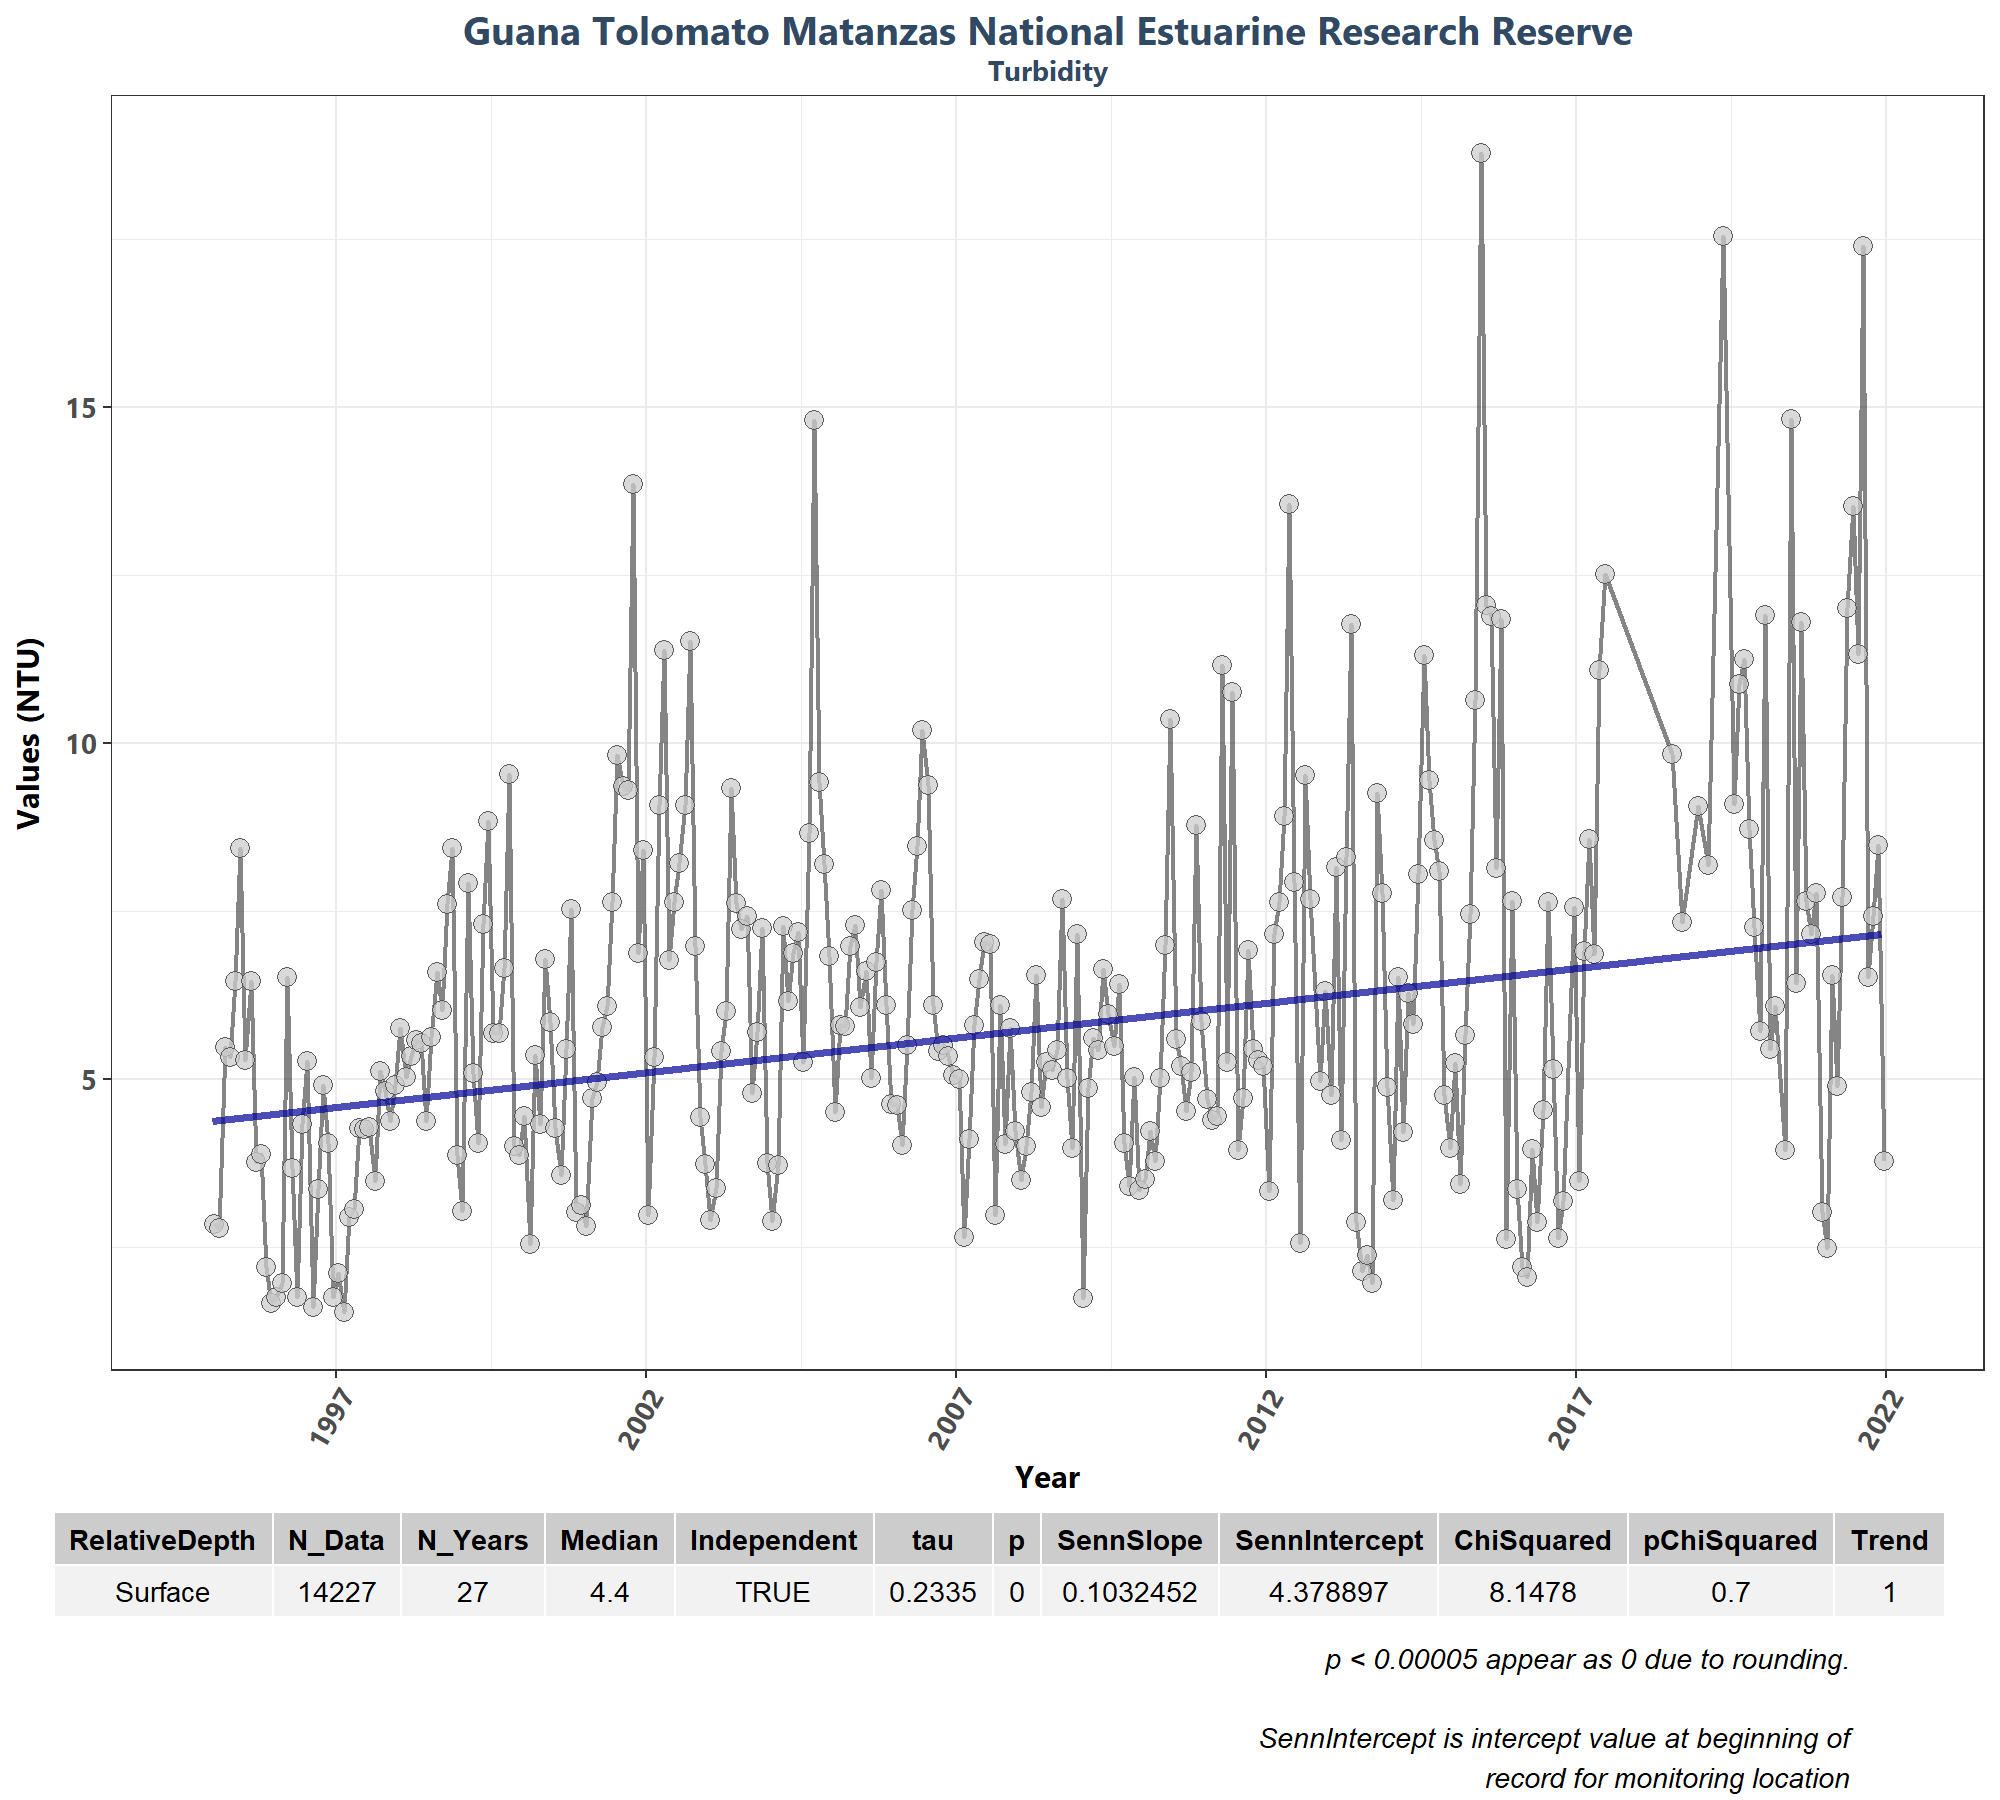 Guana Tolomato Matanzas National Estuarine Research Reserve
Turbidity
Values (NTU)
15
10
5
1997 2002 2007 2012 2017 2022
Year
RelativeDepth N_Data N_Years Median Independent tau p SennSlope SennIntercept ChiSquared pChiSquared Trend
Surface 14227 27 4.4 TRUE 0.2335 0 0.1032452 4.378897 8.1478 0.7 1
p < 0.00005 appear as 0 due to rounding.
SennIntercept is intercept value at beginning of
record for monitoring location